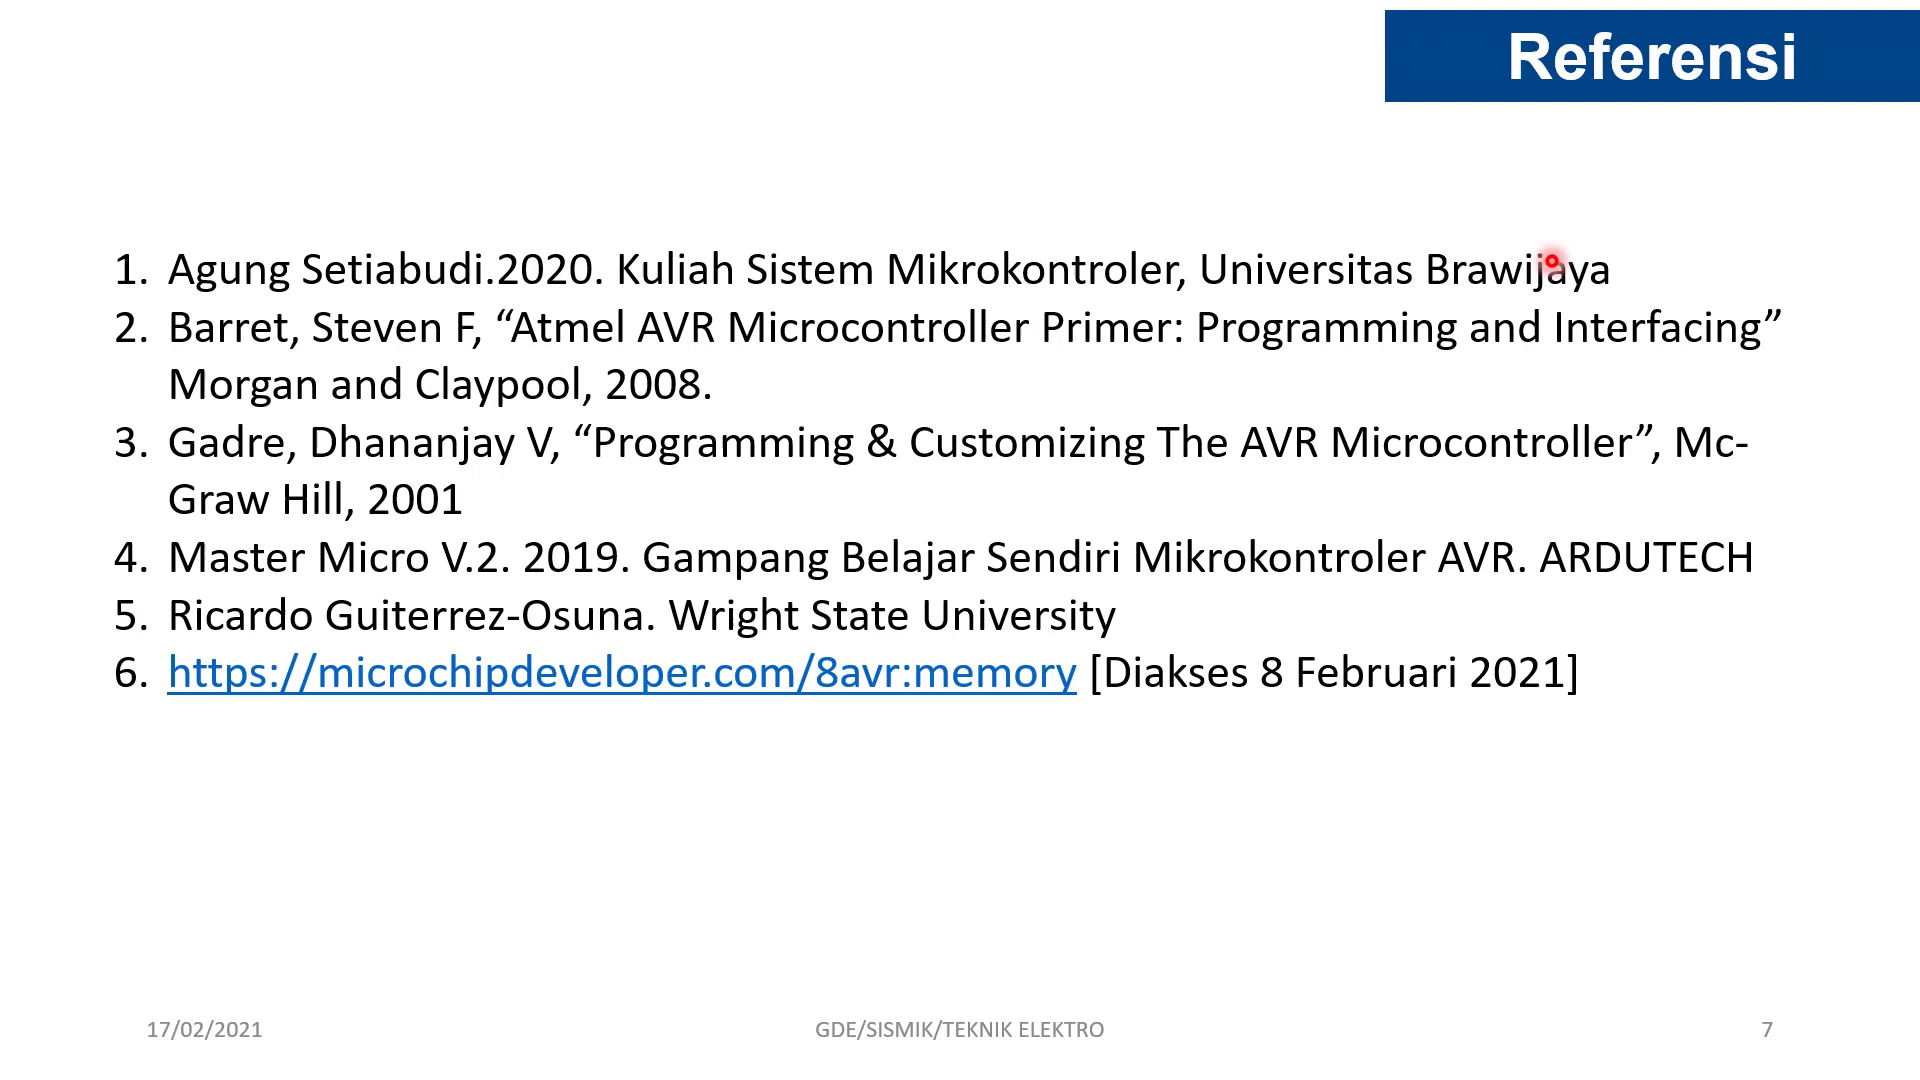 Referensi
1. Agung Setiabudi.2020. Kuliah Sistem Mikrokontroler, Universitas Brawijaya
2. Barret, Steven F, “Atmel AVR Microcontroller Primer: Programming and Interfacing”
Morgan and Claypool, 2008.
3. Gadre, Dhananjay V, “Programming & Customizing The AVR Microcontroller”, Mc-
Graw Hill, 2001
4. Master Micro V.2. 2019. Gampang Belajar Sendiri Mikrokontroler AVR. ARDUTECH
5. Ricardo Guiterrez-Osuna. Wright State University
6. https://microchipdeveloper.com/8avr:memory [Diakses 8 Februari 2021]
17/02/2021 GDE/SISMIK/TEKNIK ELEKTRO 7